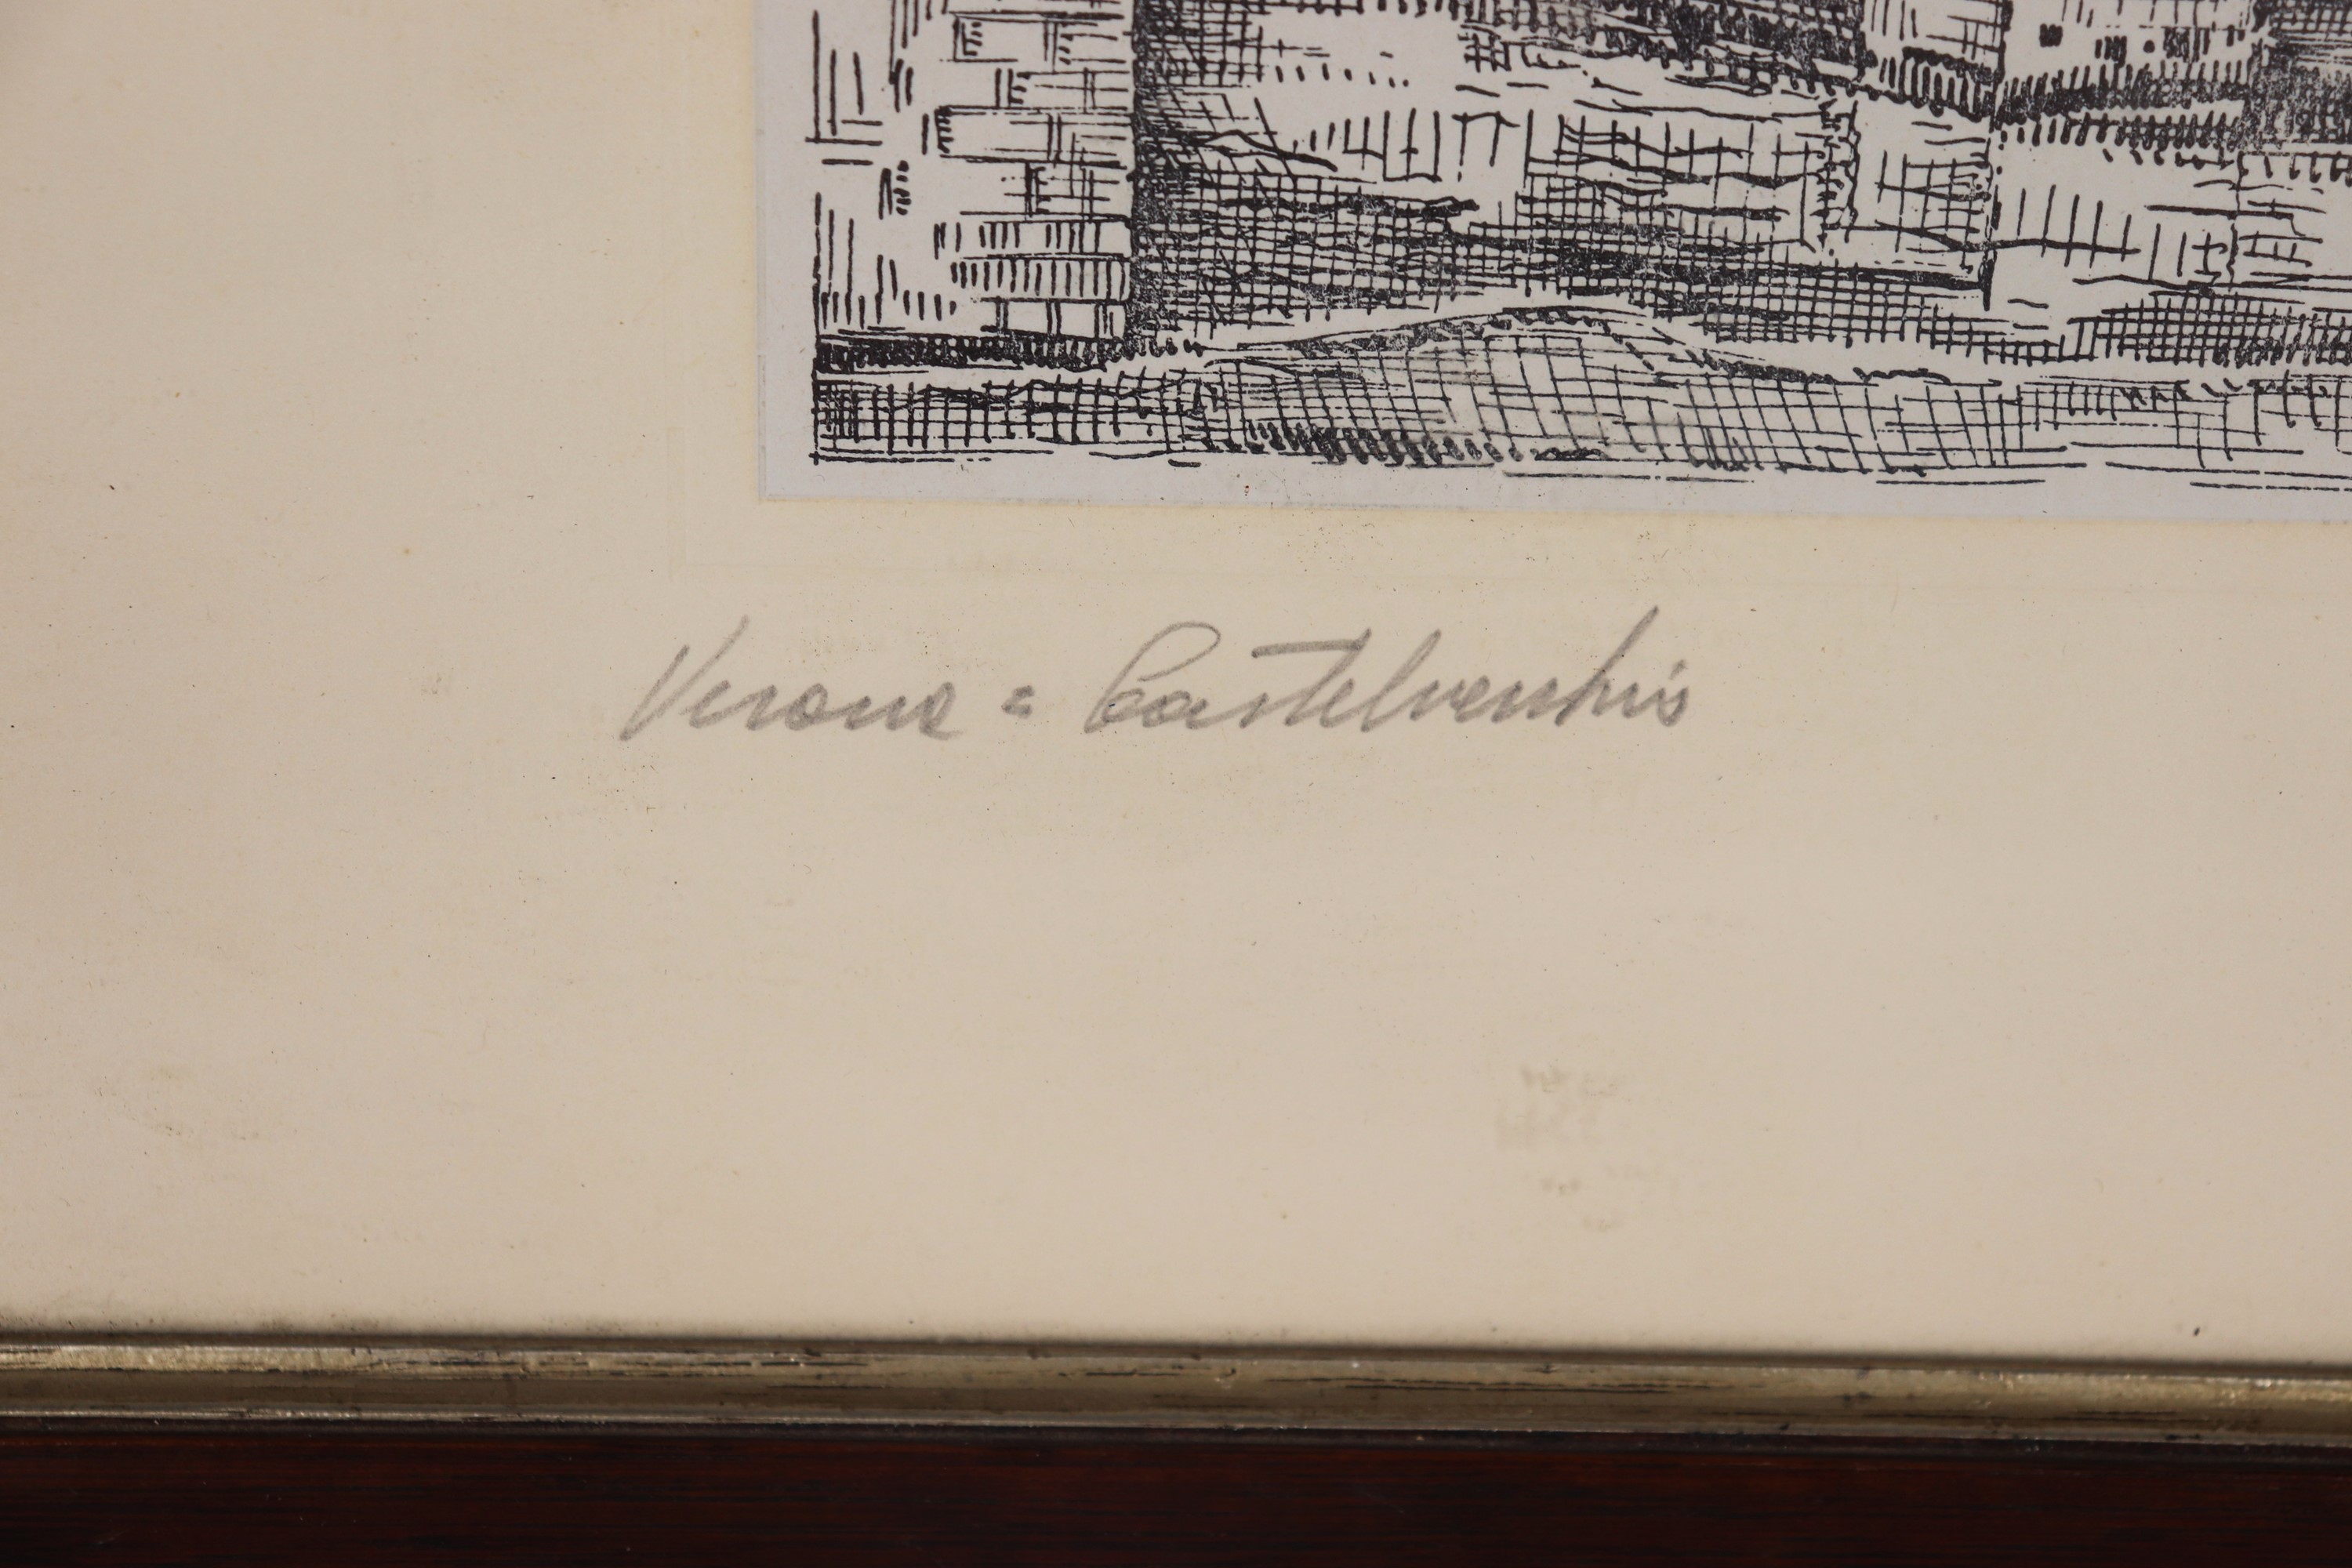 Verona = Castelvecchio